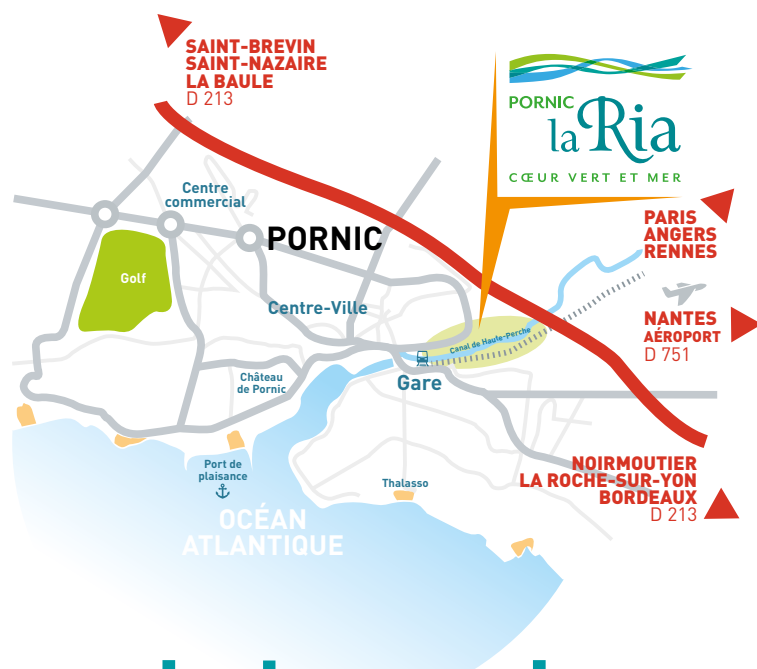 SAINT-BREVIN
SAINT-NAZAIRE
LA BAULE
D 213
PORNIC
la Ria
CŒUR VERT ET MER
Centre
commercial
PARIS
ANGERS
RENNES
PORNIC
Golf
Centre-Ville
NANTES
AÉROPORT
D 751
Canal de Haute-Perche
Gare
Château
de Pornic
NOIRMOUTIER
LA ROCHE-SUR-YON
BORDEAUX
D 213
Port de
plaisance
Thalasso
OCÉAN
ATLANTIQUE